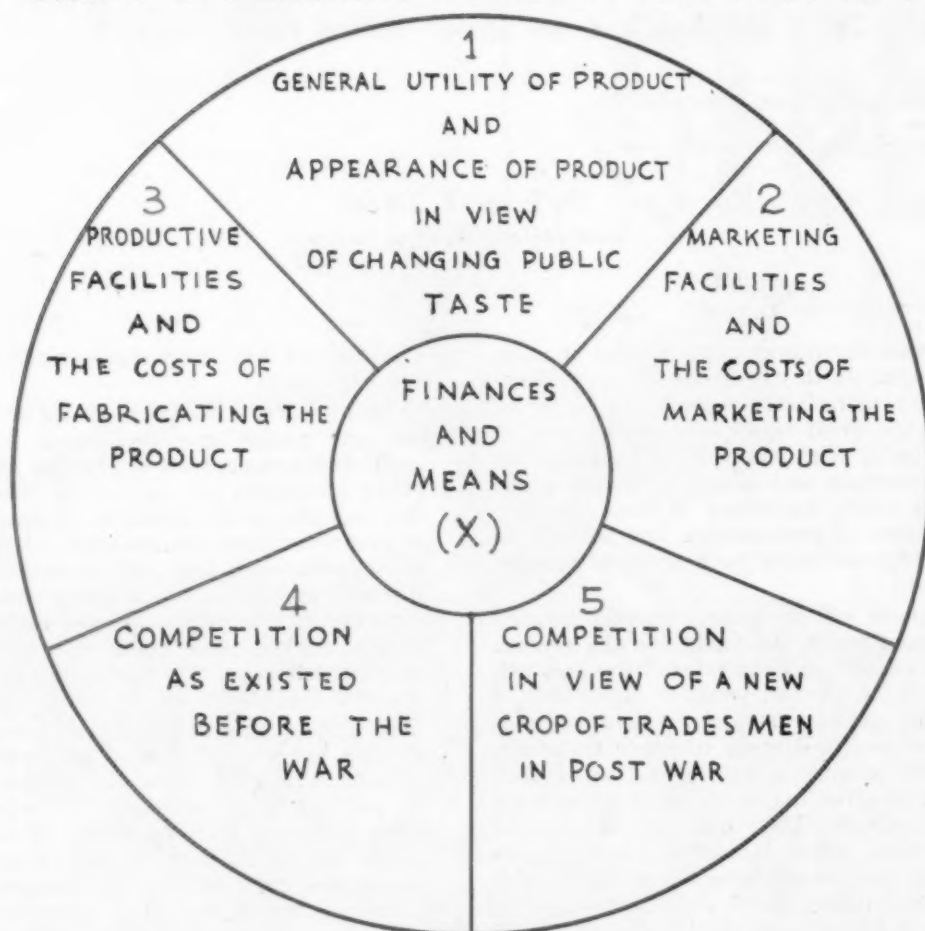 1
GENERAL UTILITY OF PRODUCT
AND
APPEARANCE OF PRODUCT
IN VIEW
OF CHANGING PUBLIC
TASTE
2
MARKETING
FACILITIES
AND
THE COSTS OF
MARKETING THE
PRODUCT
3
PRODUCTIVE
FACILITIES
AND
THE COSTS OF
FABRICATING THE
PRODUCT
FINANCES
AND
MEANS
(X)
4
COMPETITION
AS EXISTED
BEFORE THE
WAR
5
COMPETITION
IN VIEW OF A NEW
CROP OF TRADES MEN
IN POST WAR